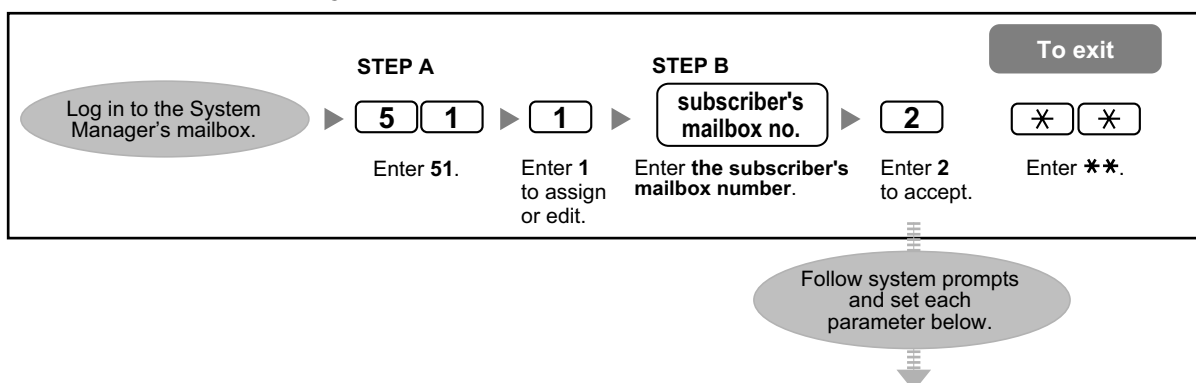 To exit
STEP A
STEP B
Log in to the System
Manager's mailbox.
5 1
1
subscriber's
mailbox no.
2
* *
Enter 51.
Enter 1
to assign
or edit.
Enter the subscriber's
mailbox number.
Enter 2
to accept.
Enter **.
Follow system prompts
and set each
parameter below.